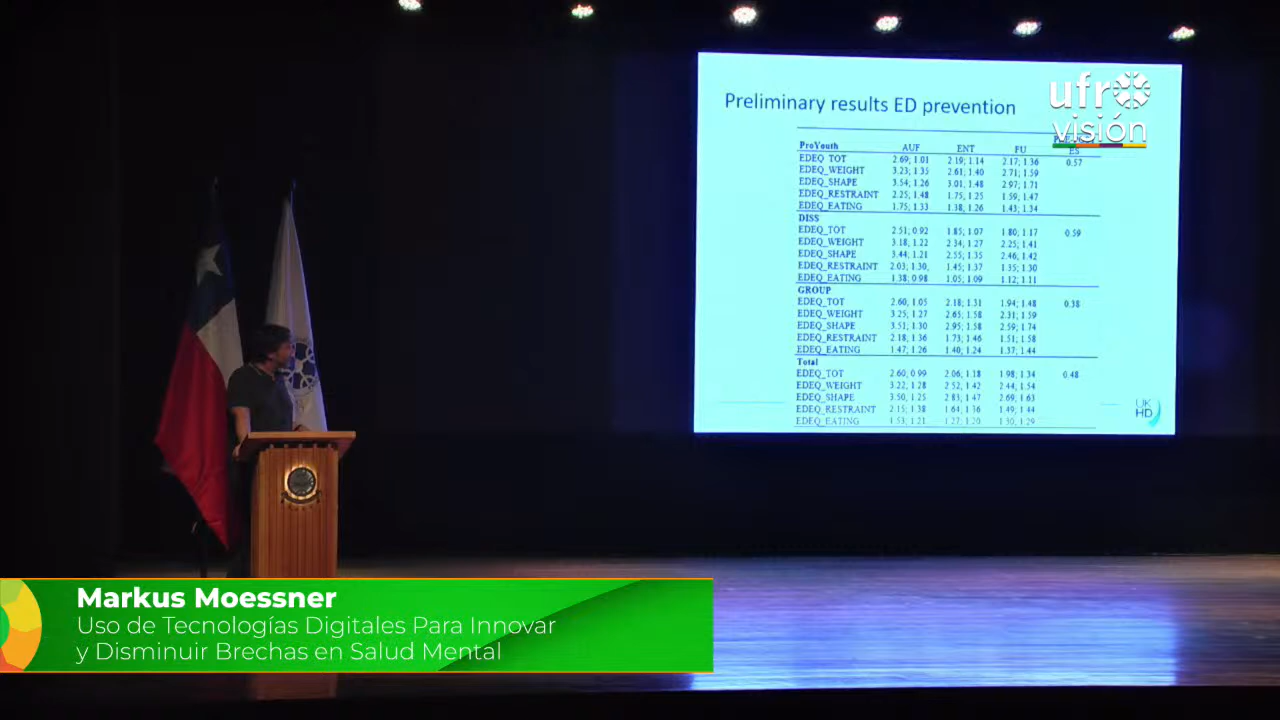 Preliminary results ED prevention
ufro
visión
ProYouth AUF ENT FU ES
EDEQ_TOT 2.69; 1.01 2.19; 1.14 2.17; 1.36 0.57
EDEQ_WEIGHT 3.23; 1.35 2.61; 1.40 2.71; 1.59
EDEQ_SHAPE 3.54, 1.26 3.01, 1.48 2.97; 1.71
EDEQ_RESTRAINT 2.25; 1.48 1.75; 1.25 1.59; 1.47
EDEQ_EATING 1.75; 1.33 1.38, 1.26 1.43; 1.34
DISS
EDEQ_TOT 2.51; 0.92 1.85; 1.07 1.80; 1.17 0.59
EDEQ_WEIGHT 3.18, 1.22 2.34; 1.27 2.25; 1.41
EDEQ_SHAPE 3.44, 1.21 2.55; 1.35 2.46; 1.42
EDEQ_RESTRAINT 2.03; 1.30, 1.45; 1.37 1.35; 1.30
EDEQ_EATING 1.38; 0.98 1.05; 1.09 1.12; 1.11
GROUP
EDEQ_TOT 2.60, 1.05 2.18; 1.31 1.94; 1.48 0.38
EDEQ_WEIGHT 3.25; 1.27 2.65; 1.58 2.31; 1.59
EDEQ_SHAPE 3.51; 1.30 2.95; 1.58 2.59; 1.74
EDEQ_RESTRAINT 2.18; 1.36 1.73; 1.46 1.51; 1.58
EDEQ_EATING 1.47; 1.26 1.40; 1.24 1.37; 1.44
Total
EDEQ_TOT 2.60; 0.99 2.06; 1.18 1.98; 1.34 0.48
EDEQ_WEIGHT 3.22; 1.28 2.52; 1.42 2.44; 1.54
EDEQ_SHAPE 3.50, 1.25 2.83; 1.47 2.69; 1.63
EDEQ_RESTRAINT 2.15; 1.38 1.64; 1.36 1.49; 1.44
EDEQ_EATING 1.53; 1.21 1.27; 1.20 1.30; 1.29
UK
HD
Markus Moessner
Uso de Tecnologías Digitales Para Innovar
y Disminuir Brechas en Salud Mental